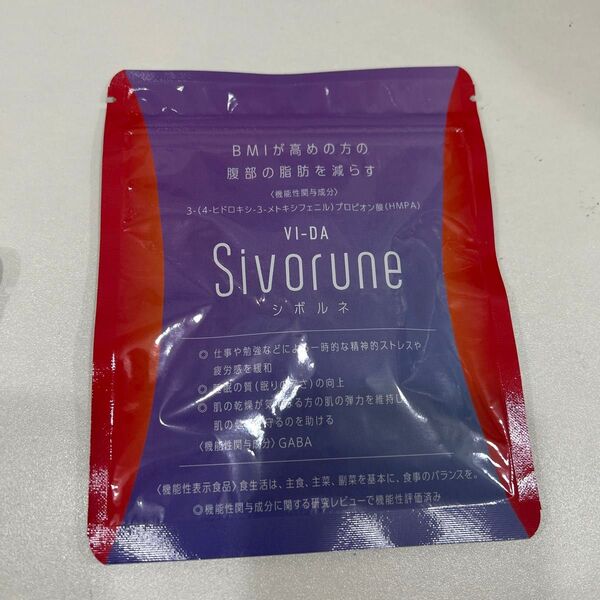 BMIが高めの方の
腹部の脂肪を減らす
〈機能性関与成分〉
3-(4-ヒドロキシ-3-メトキシフェニル)プロピオン酸(HMPA)
VI-DA
Sivorune
シボルネ
◎ 仕事や勉強などによ 一時的な精神的ストレスや
疲労感を緩和
◎ 眠の質(眠りの さ)の向上
◎ 肌の乾燥が気 る方の肌の弾力を維持し
肌の 守るのを助ける
〈機能性関与成分〉GABA
〈機能性表示食品〉食生活は、主食、主菜、副菜を基本に、食事のバランスを。
◎機能性関与成分に関する研究レビューで機能性評価済み